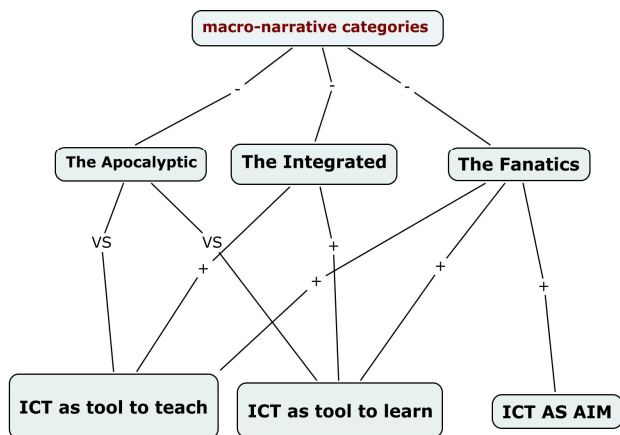 macro-narrative categories
- - -
The Apocalyptic
The Integrated
The Fanatics
VS VS +
+ + +
+
ICT as tool to teach
ICT as tool to learn
ICT AS AIM